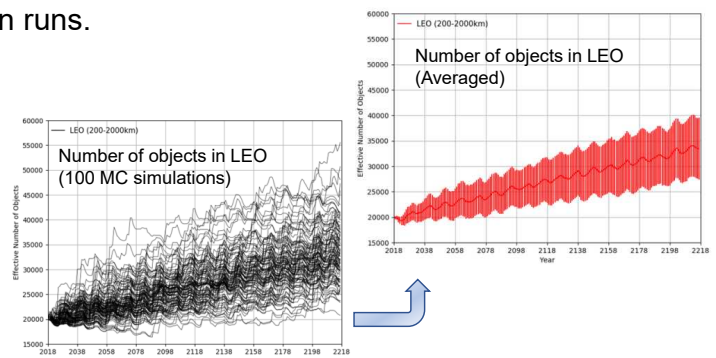 n runs.
LEO (200-2000km)
Number of objects in LEO
(Averaged)
60000
55000
50000
45000
40000
35000
30000
25000
20000
15000
Effective Number of Objects
2018 2038 2058 2078 2098 2118 2138 2158 2178 2198 2218
Year
LEO (200-2000km)
Number of objects in LEO
(100 MC simulations)
60000
55000
50000
45000
40000
35000
30000
25000
20000
15000
Effective Number of Objects
2018 2038 2058 2078 2098 2118 2138 2158 2178 2198 2218